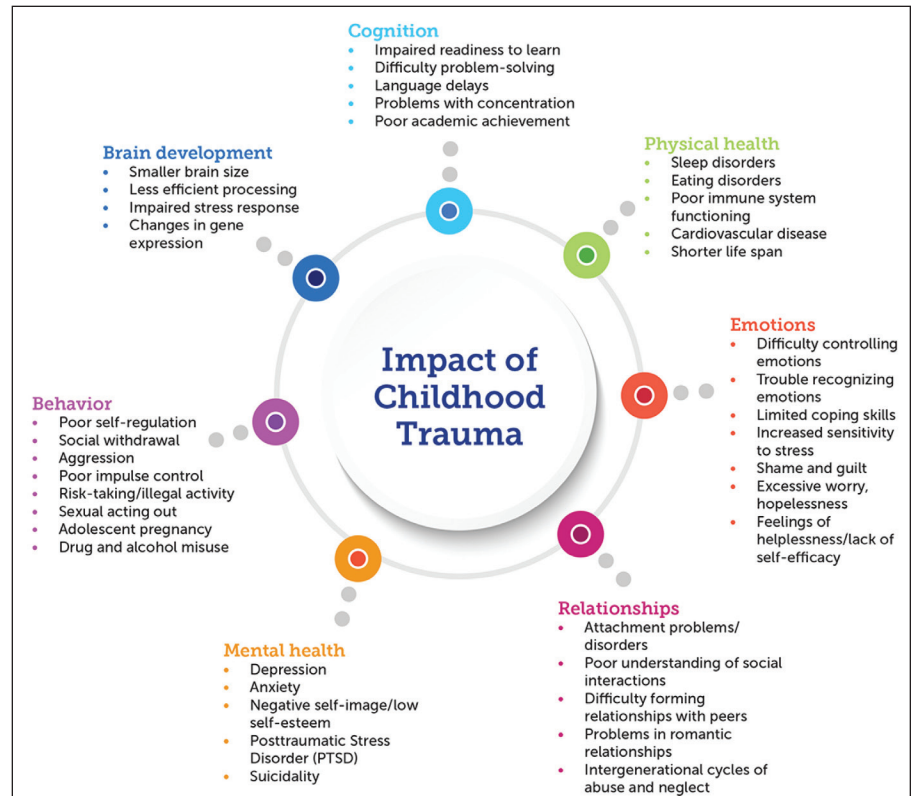 Cognition
• Impaired readiness to learn
• Difficulty problem-solving
• Language delays
• Problems with concentration
• Poor academic achievement
Brain development
• Smaller brain size
• Less efficient processing
• Impaired stress response
• Changes in gene
expression
Physical health
• Sleep disorders
• Eating disorders
• Poor immune system
functioning
• Cardiovascular disease
• Shorter life span
Impact of
Childhood
Trauma
Emotions
• Difficulty controlling
emotions
• Trouble recognizing
emotions
• Limited coping skills
• Increased sensitivity
to stress
• Shame and guilt
• Excessive worry,
hopelessness
• Feelings of
helplessness/lack of
self-efficacy
Behavior
• Poor self-regulation
• Social withdrawal
• Aggression
• Poor impulse control
• Risk-taking/illegal activity
• Sexual acting out
• Adolescent pregnancy
• Drug and alcohol misuse
Mental health
• Depression
• Anxiety
• Negative self-image/low
self-esteem
• Posttraumatic Stress
Disorder (PTSD)
• Suicidality
Relationships
• Attachment problems/
disorders
• Poor understanding of social
interactions
• Difficulty forming
relationships with peers
• Problems in romantic
relationships
• Intergenerational cycles of
abuse and neglect